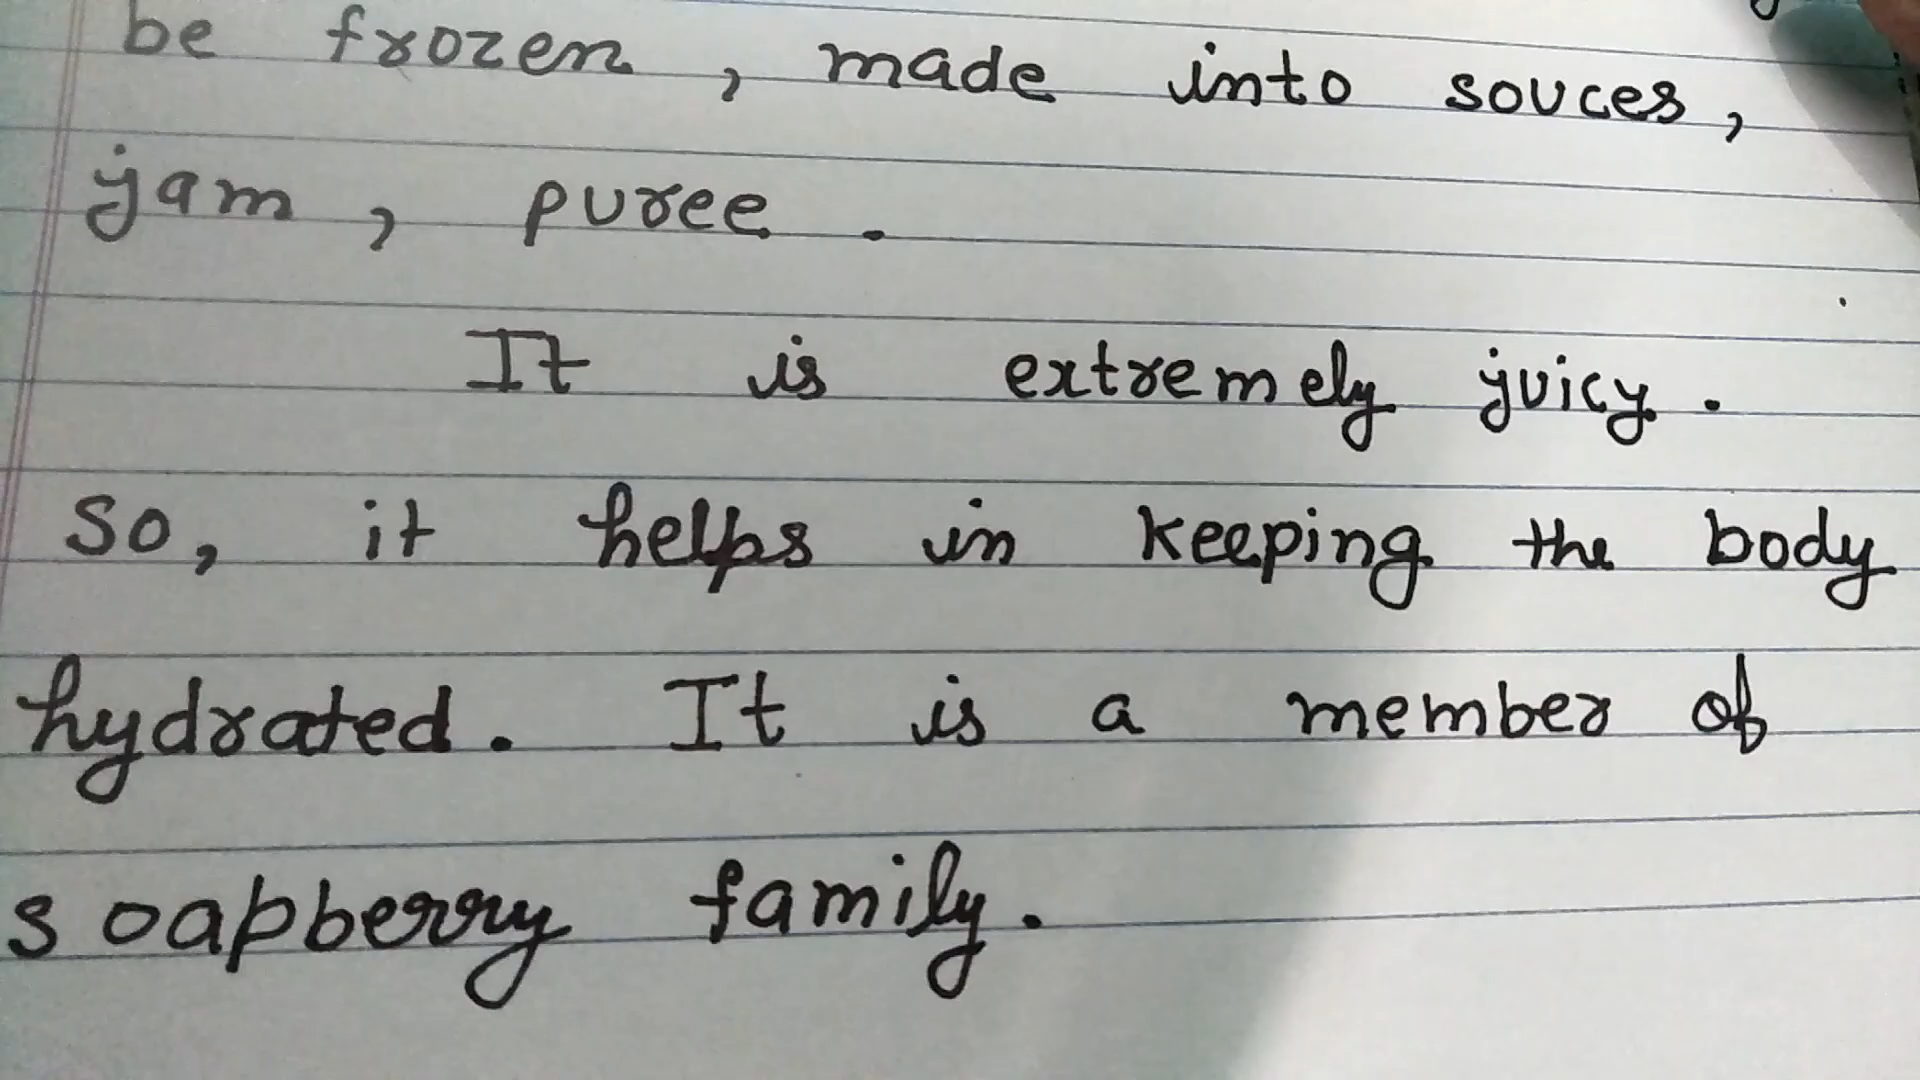 be frozen, made into souces,
jam, puree.
It is extremely juicy.
so, it helps in keeping the body
hydrated. It is a member of
soapberry family.